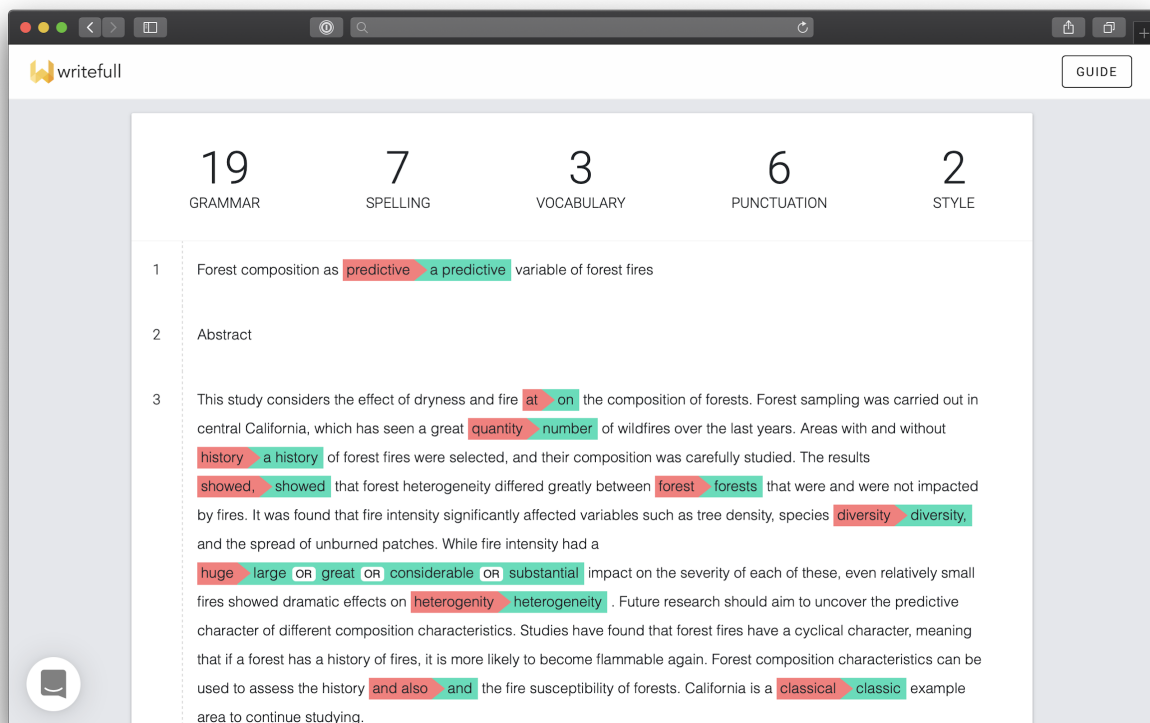 writefull
GUIDE
19 7 3 6 2
GRAMMAR SPELLING VOCABULARY PUNCTUATION STYLE
1 Forest composition as predictive a predictive variable of forest fires
2 Abstract
3 This study considers the effect of dryness and fire at on the composition of forests. Forest sampling was carried out in
central California, which has seen a great quantity number of wildfires over the last years. Areas with and without
history a history of forest fires were selected, and their composition was carefully studied. The results
showed, showed that forest heterogeneity differed greatly between forest forests that were and were not impacted
by fires. It was found that fire intensity significantly affected variables such as tree density, species diversity diversity,
and the spread of unburned patches. While fire intensity had a
huge large OR great OR considerable OR substantial impact on the severity of each of these, even relatively small
fires showed dramatic effects on heterogenity heterogeneity . Future research should aim to uncover the predictive
character of different composition characteristics. Studies have found that forest fires have a cyclical character, meaning
that if a forest has a history of fires, it is more likely to become flammable again. Forest composition characteristics can be
used to assess the history and also and the fire susceptibility of forests. California is a classical classic example
area to continue studying.